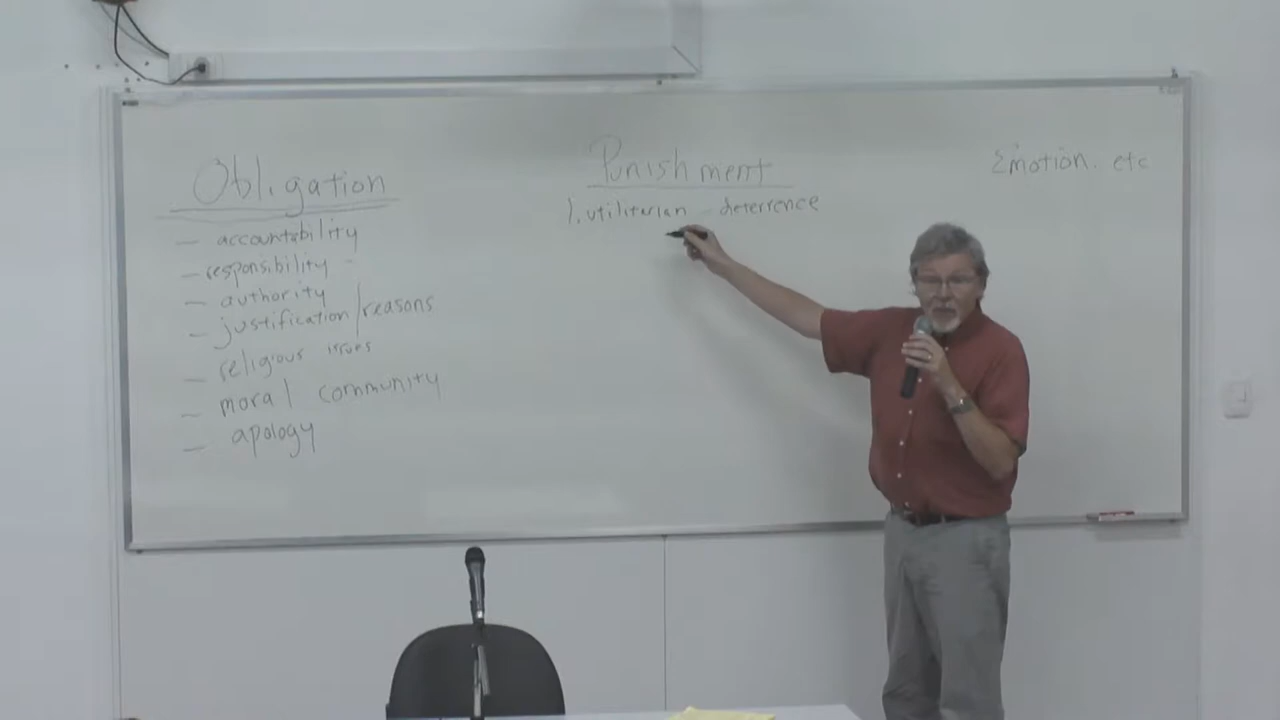 Obligation
— accountability
— responsibility
— authority
— justification/reasons
— religious issues
— moral community
— apology
Punishment
1. utilitarian - deterrence
Emotion. etc